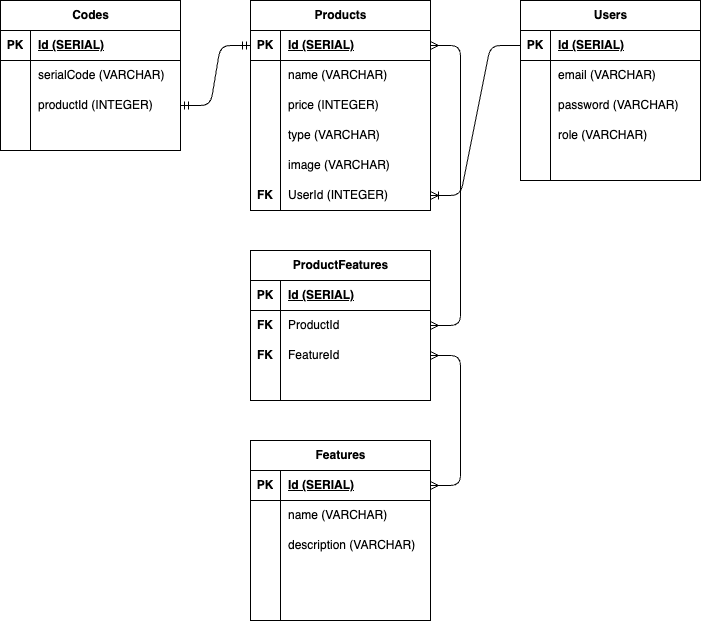 Codes
PK Id (SERIAL)
serialCode (VARCHAR)
productId (INTEGER)
Products
PK Id (SERIAL)
name (VARCHAR)
price (INTEGER)
type (VARCHAR)
image (VARCHAR)
FK UserId (INTEGER)
Users
PK Id (SERIAL)
email (VARCHAR)
password (VARCHAR)
role (VARCHAR)
ProductFeatures
PK Id (SERIAL)
FK ProductId
FK FeatureId
Features
PK Id (SERIAL)
name (VARCHAR)
description (VARCHAR)